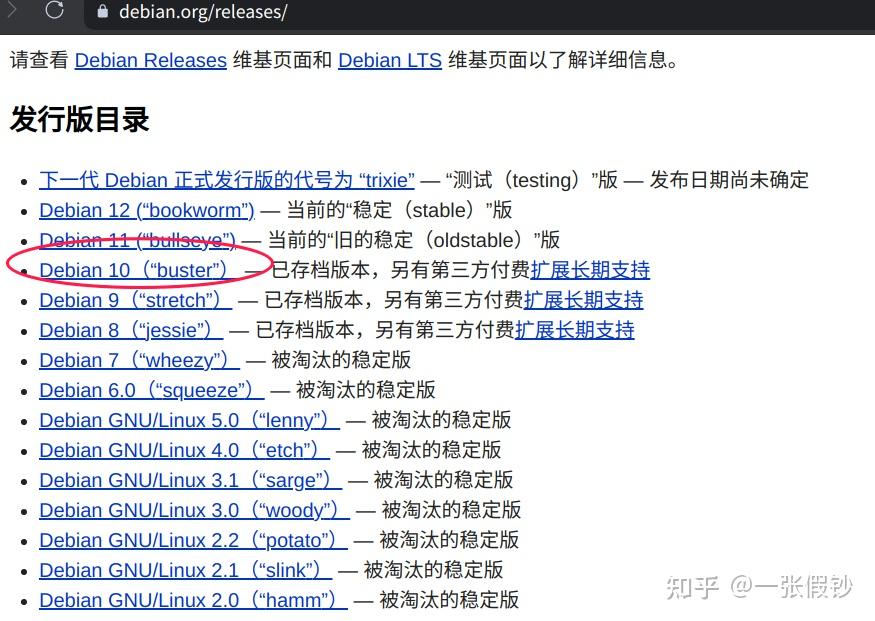 debian.org/releases/
请查看 Debian Releases 维基页面和 Debian LTS 维基页面以了解详细信息。
发行版目录
下一代 Debian 正式发行版的代号为 “trixie” — “测试（testing）”版 — 发布日期尚未确定
Debian 12 (“bookworm”) — 当前的“稳定（stable）”版
Debian 11 (“bullseye”) — 当前的“旧的稳定（oldstable）”版
Debian 10（“buster”） — 已存档版本，另有第三方付费扩展长期支持
Debian 9（“stretch”） — 已存档版本，另有第三方付费扩展长期支持
Debian 8（“jessie”） — 已存档版本，另有第三方付费扩展长期支持
Debian 7（“wheezy”） — 被淘汰的稳定版
Debian 6.0（“squeeze”） — 被淘汰的稳定版
Debian GNU/Linux 5.0（“lenny”） — 被淘汰的稳定版
Debian GNU/Linux 4.0（“etch”） — 被淘汰的稳定版
Debian GNU/Linux 3.1（“sarge”） — 被淘汰的稳定版
Debian GNU/Linux 3.0（“woody”） — 被淘汰的稳定版
Debian GNU/Linux 2.2（“potato”） — 被淘汰的稳定版
Debian GNU/Linux 2.1（“slink”） — 被淘汰的稳定版
Debian GNU/Linux 2.0（“hamm”） — 被淘汰的稳定版
知乎 @一张假钞